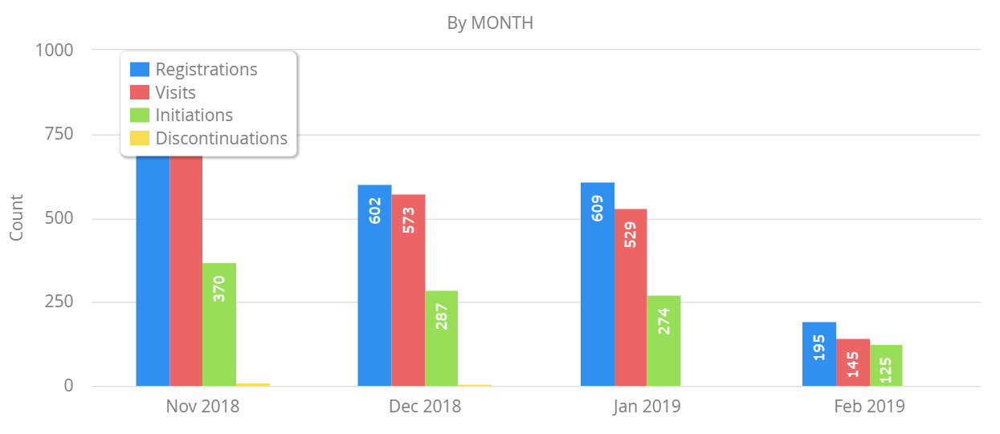 By MONTH
1000
Registrations
Visits
Initiations
Discontinuations
750
500
250
0
Count
370
602
573
287
609
529
274
195
145
125
Nov 2018
Dec 2018
Jan 2019
Feb 2019